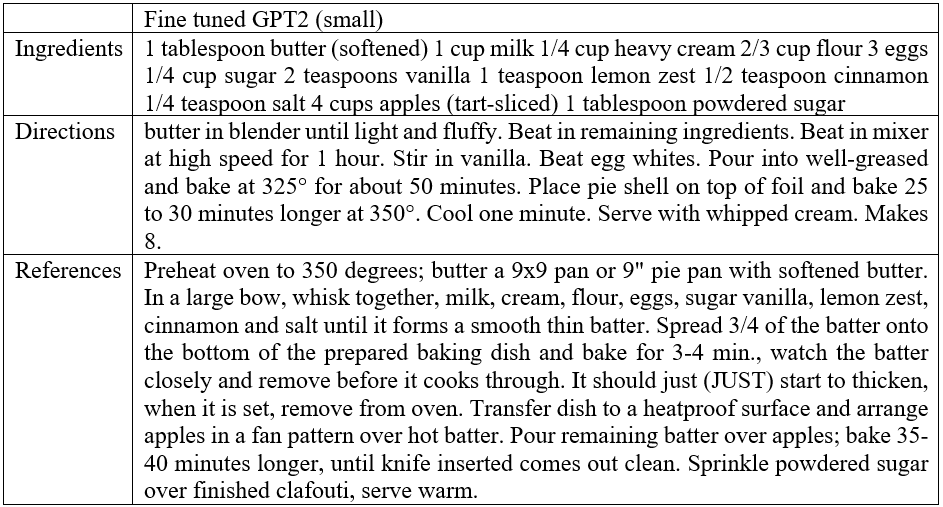 Fine tuned GPT2 (small)
Ingredients
1 tablespoon butter (softened) 1 cup milk 1/4 cup heavy cream 2/3 cup flour 3 eggs
1/4 cup sugar 2 teaspoons vanilla 1 teaspoon lemon zest 1/2 teaspoon cinnamon
1/4 teaspoon salt 4 cups apples (tart-sliced) 1 tablespoon powdered sugar
Directions
butter in blender until light and fluffy. Beat in remaining ingredients. Beat in mixer
at high speed for 1 hour. Stir in vanilla. Beat egg whites. Pour into well-greased
and bake at 325° for about 50 minutes. Place pie shell on top of foil and bake 25
to 30 minutes longer at 350°. Cool one minute. Serve with whipped cream. Makes
8.
References
Preheat oven to 350 degrees; butter a 9x9 pan or 9" pie pan with softened butter.
In a large bow, whisk together, milk, cream, flour, eggs, sugar vanilla, lemon zest,
cinnamon and salt until it forms a smooth thin batter. Spread 3/4 of the batter onto
the bottom of the prepared baking dish and bake for 3-4 min., watch the batter
closely and remove before it cooks through. It should just (JUST) start to thicken,
when it is set, remove from oven. Transfer dish to a heatproof surface and arrange
apples in a fan pattern over hot batter. Pour remaining batter over apples; bake 35-
40 minutes longer, until knife inserted comes out clean. Sprinkle powdered sugar
over finished clafouti, serve warm.